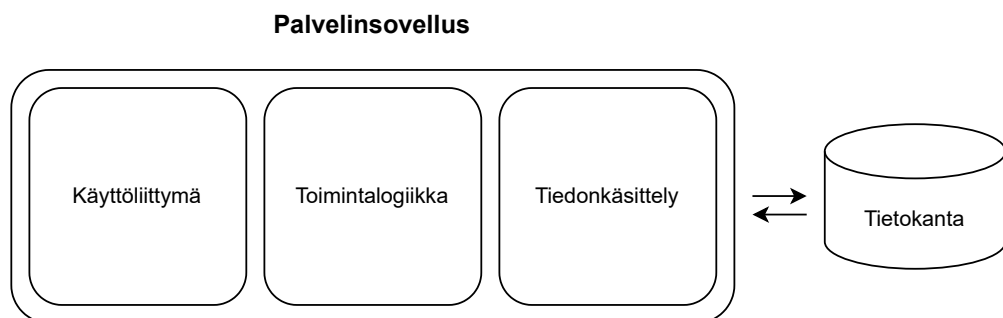 Palvelinsovellus
Käyttöliittymä
Toimintalogiikka
Tiedonkäsittely
Tietokanta